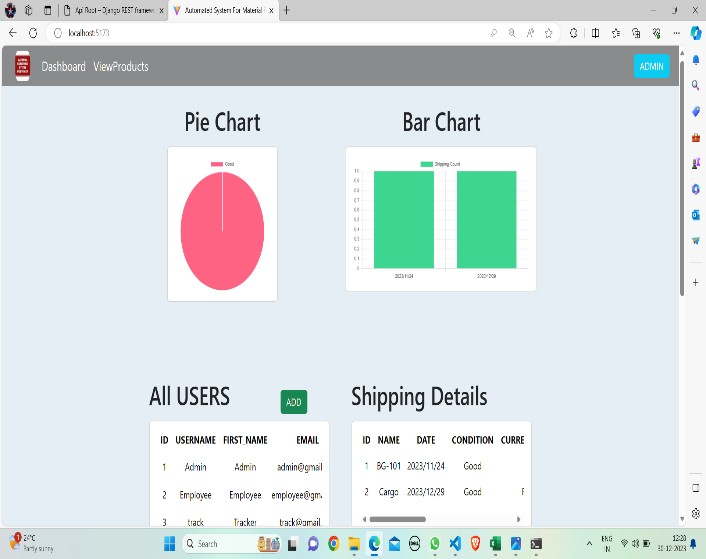 Api Root – Django REST framew
Automated System For Material
localhost:5173
Dashboard ViewProducts
ADMIN
Pie Chart
Bar Chart
Good
Shipping Count
1.0
0.9
0.8
0.7
0.6
0.5
0.4
0.3
0.2
0.1
0
2023/11/24
2023/12/29
All USERS
ADD
Shipping Details
ID USERNAME FIRST_NAME EMAIL
1 Admin Admin admin@gmail
2 Employee Employee employee@gm
3 track Tracker track@gmail
ID NAME DATE CONDITION CURRE
1 BG-101 2023/11/24 Good
2 Cargo 2023/12/29 Good
24°C
Partly sunny
Search
ENG
IN
12:28
30-12-2023